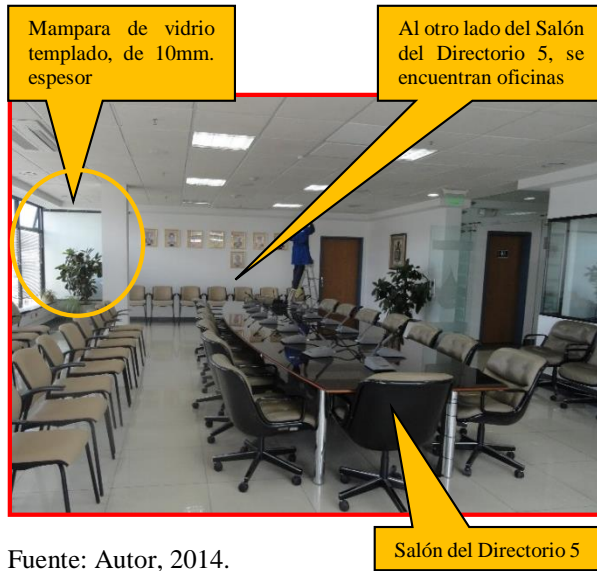 Mampara de vidrio
templado, de 10mm.
espesor
Al otro lado del Salón
del Directorio 5, se
encuentran oficinas
Salón del Directorio 5
Fuente: Autor, 2014.